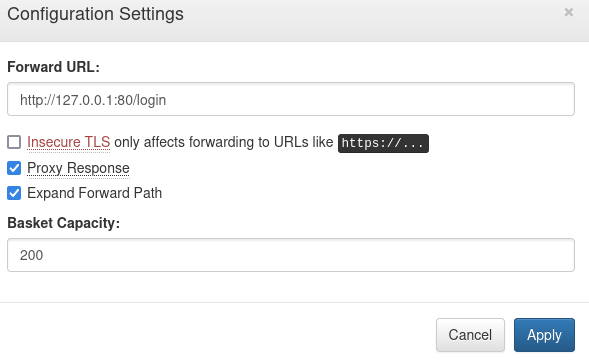 Configuration Settings ×
Forward URL:
http://127.0.0.1:80/login
Insecure TLS only affects forwarding to URLs like https://...
Proxy Response
Expand Forward Path
Basket Capacity:
200
Cancel Apply